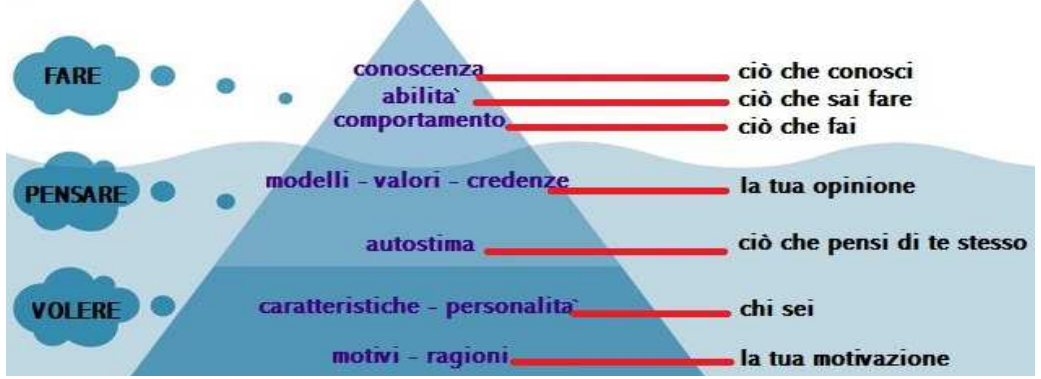 FARE
conoscenza ciò che conosci
abilita` ciò che sai fare
comportamento ciò che fai
PENSARE
modelli - valori - credenze la tua opinione
autostima ciò che pensi di te stesso
VOLERE
caratteristiche - personalita` chi sei
motivi - ragioni la tua motivazione